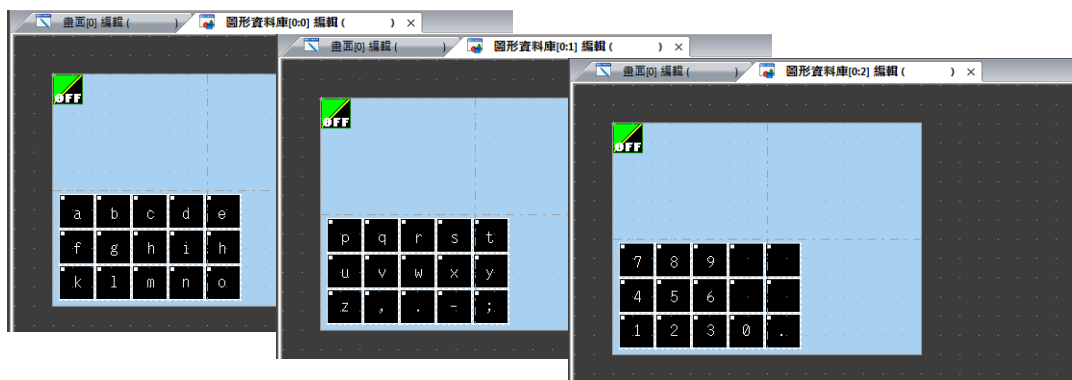 畫面[0] 編輯 ( ) 圖形資料庫[0:0] 編輯 ( ) ×
OFF
a b c d e
f g h i h
k l m n o
畫面[0] 編輯 ( ) 圖形資料庫[0:1] 編輯 ( ) ×
OFF
p q r s t
u v w x y
z , . - ;
畫面[0] 編輯 ( ) 圖形資料庫[0:2] 編輯 ( ) ×
OFF
7 8 9
4 5 6
1 2 3 0 .